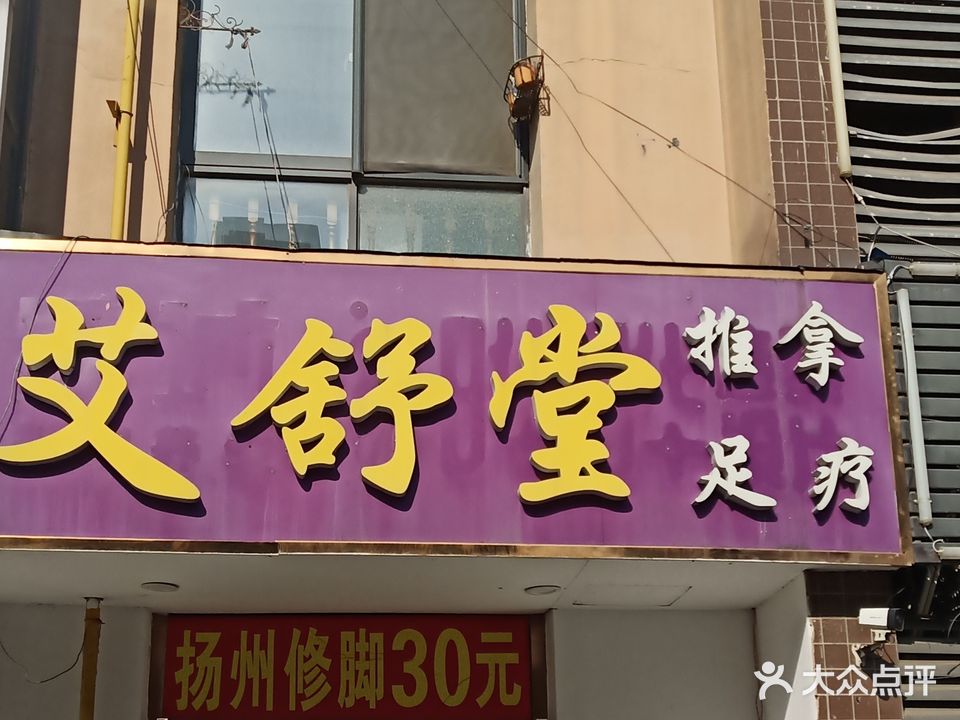 艾舒堂
推拿
足疗
扬州修脚30元
大众点评